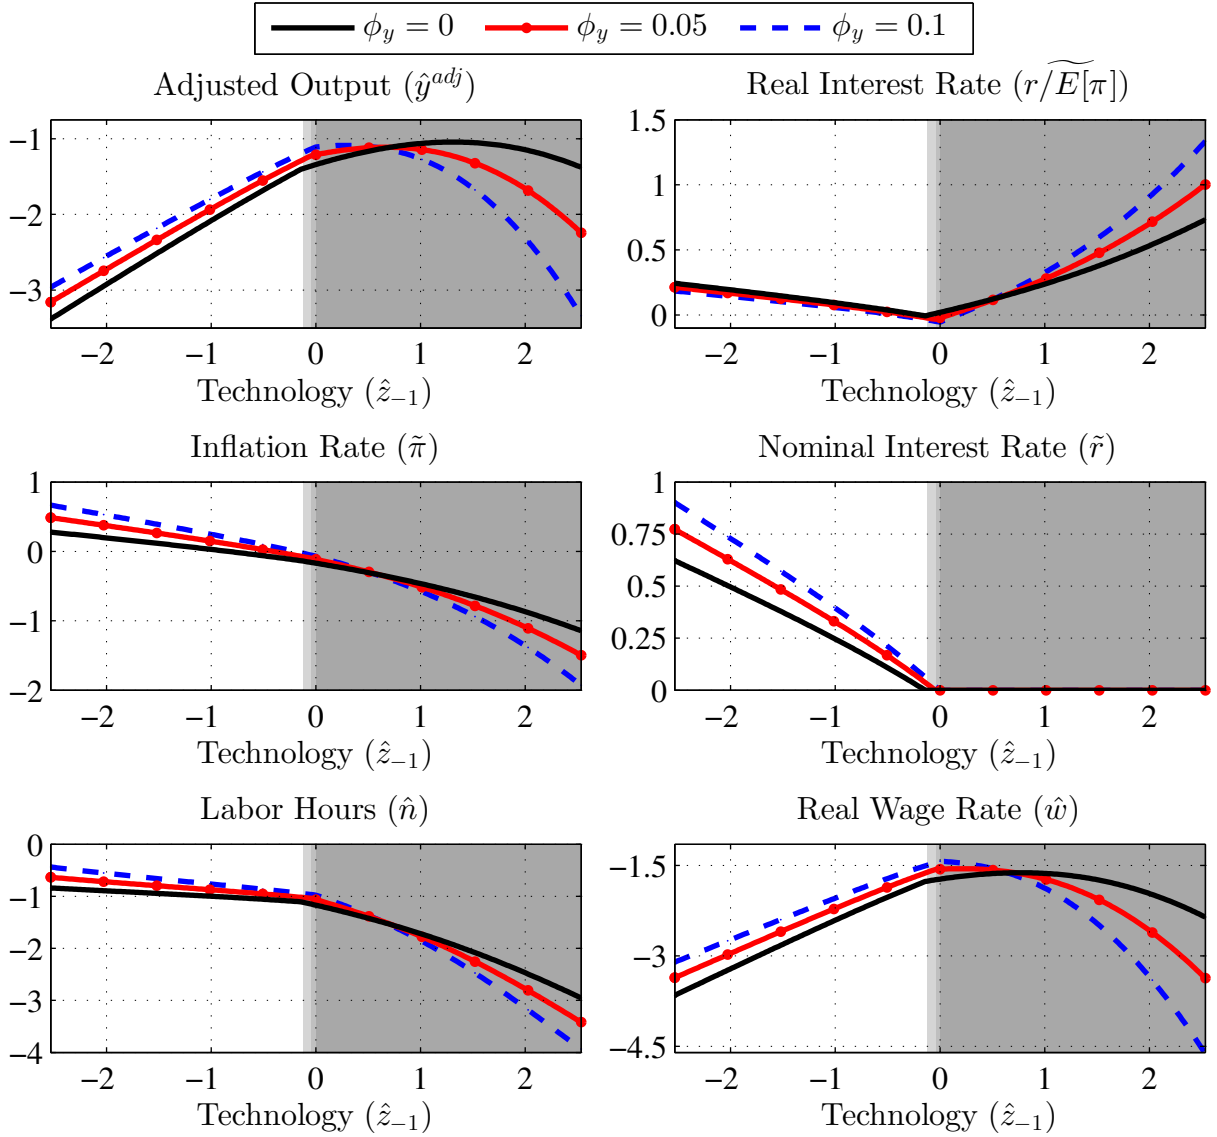 ϕ_y = 0 ϕ_y = 0.05 ϕ_y = 0.1
Adjusted Output (ŷ^{adj})
−1
−2
−3
−2 −1 0 1 2
Technology (ẑ_{−1})
Real Interest Rate (\widetilde{r/E[π]})
1.5
1
0.5
0
−2 −1 0 1 2
Technology (ẑ_{−1})
Inflation Rate (π̃)
1
0
−1
−2
−2 −1 0 1 2
Technology (ẑ_{−1})
Nominal Interest Rate (r̃)
1
0.75
0.5
0.25
0
−2 −1 0 1 2
Technology (ẑ_{−1})
Labor Hours (n̂)
0
−1
−2
−3
−4
−2 −1 0 1 2
Technology (ẑ_{−1})
Real Wage Rate (ŵ)
−1.5
−3
−4.5
−2 −1 0 1 2
Technology (ẑ_{−1})